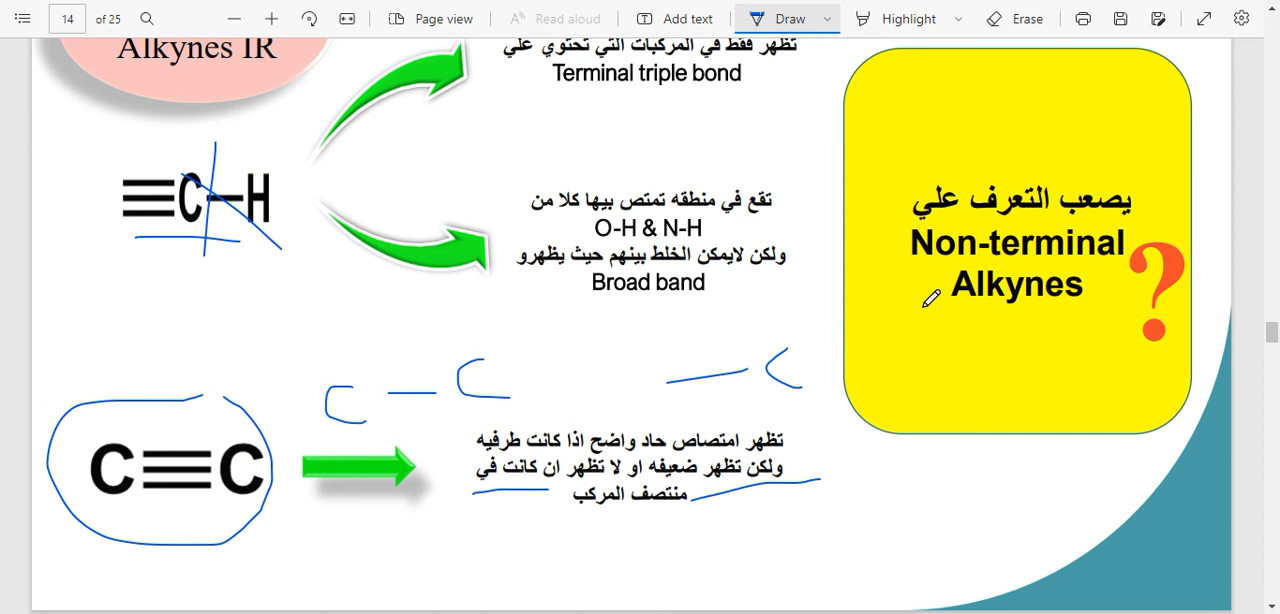 14 of 25 Page view Read aloud Add text Draw Highlight Erase
Alkynes IR
تظهر فقط في المركبات التي تحتوي علي
Terminal triple bond
≡C–H
تقع في منطقه تمتص بيها كلا من
O-H & N-H
ولكن لايمكن الخلط بينهم حيث يظهرو
Broad band
يصعب التعرف علي
Non-terminal
Alkynes
?
C — C — C
C≡C
تظهر امتصاص حاد واضح اذا كانت طرفيه
ولكن تظهر ضعيفه او لا تظهر ان كانت في
منتصف المركب